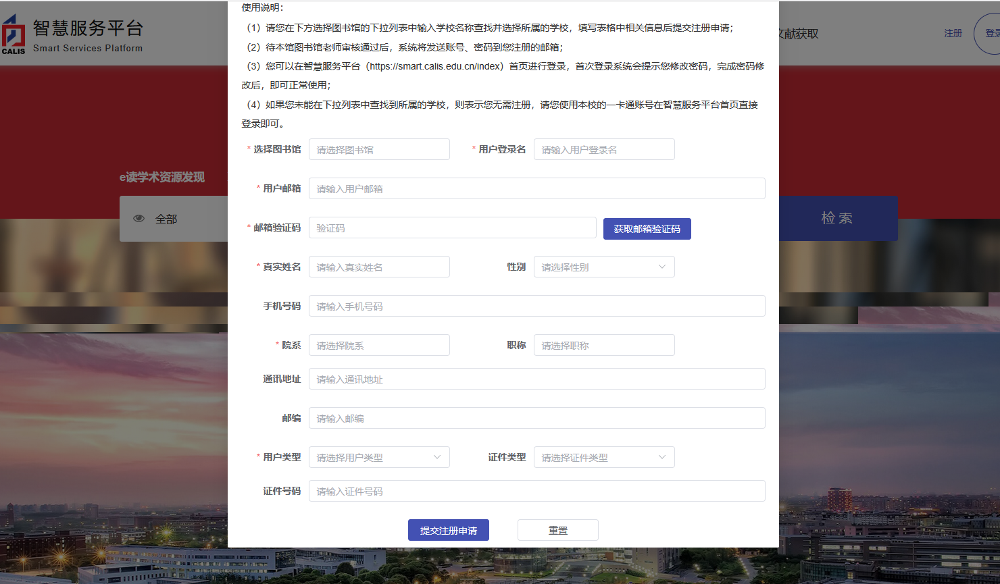 使用说明：
（1）请您在下方选择图书馆的下拉列表中输入学校名称查找并选择所属的学校，填写表格中相关信息后提交注册申请；
（2）待本馆图书馆老师审核通过后，系统将发送账号、密码到您注册的邮箱；
（3）您可以在智慧服务平台（https://smart.calis.edu.cn/index）首页进行登录，首次登录系统会提示您修改密码，完成密码修
改后，即可正常使用；
（4）如果您未能在下拉列表中查找到所属的学校，则表示您无需注册，请您使用本校的一卡通账号在智慧服务平台首页直接
登录即可。
智慧服务平台
CALIS
Smart Services Platform
文献获取
注册
登录
e读学术资源发现
全部
检 索
* 选择图书馆 请选择图书馆 * 用户登录名 请输入用户登录名
* 用户邮箱 请输入用户邮箱
* 邮箱验证码 验证码 获取邮箱验证码
* 真实姓名 请输入真实姓名 性别 请选择性别
手机号码 请输入手机号码
* 院系 请选择院系 职称 请选择职称
通讯地址 请输入通讯地址
邮编 请输入邮编
* 用户类型 请选择用户类型 证件类型 请选择证件类型
证件号码 请输入证件号码
提交注册申请 重置